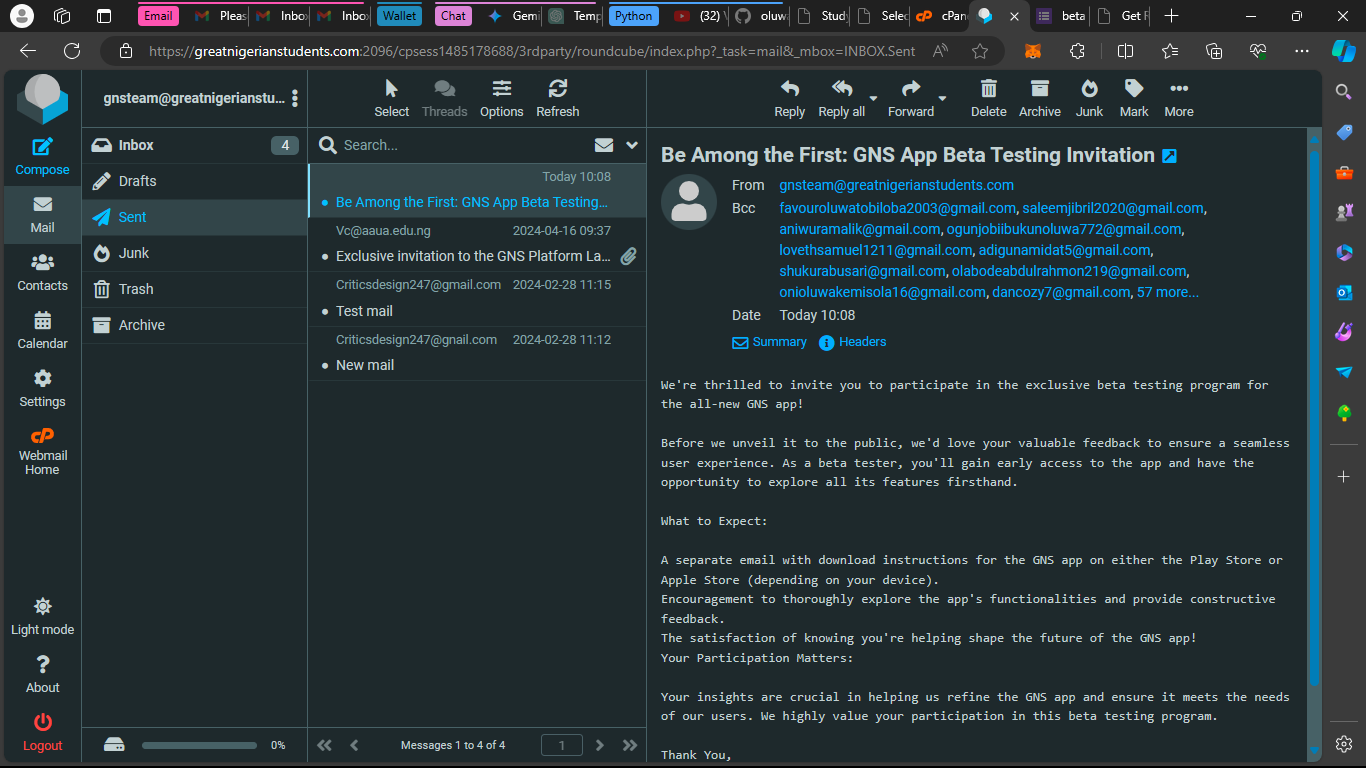 Email
Pleas
Inbo
Inbo
Wallet
Chat
Gemi
Temp
Python
(32)
oluw
Study
Selec
cPan
beta
Get F
https://greatnigerianstudents.com:2096/cpsess1485178688/3rdparty/roundcube/index.php?_task=mail&_mbox=INBOX.Sent
Compose
Mail
Contacts
Calendar
Settings
cP
Webmail
Home
Light mode
About
Logout
gnsteam@greatnigerianstu...
Inbox 4
Drafts
Sent
Junk
Trash
Archive
0%
Select Threads Options Refresh
Search...
Today 10:08
Be Among the First: GNS App Beta Testing...
Vc@aaua.edu.ng 2024-04-16 09:37
Exclusive invitation to the GNS Platform La...
Criticsdesign247@gmail.com 2024-02-28 11:15
Test mail
Criticsdesign247@gnail.com 2024-02-28 11:12
New mail
Messages 1 to 4 of 4 1
Reply Reply all Forward Delete Archive Junk Mark More
Be Among the First: GNS App Beta Testing Invitation
From gnsteam@greatnigerianstudents.com
Bcc favouroluwatobiloba2003@gmail.com, saleemjibril2020@gmail.com,
aniwuramalik@gmail.com, ogunjobiibukunoluwa772@gmail.com,
lovethsamuel1211@gmail.com, adigunamidat5@gmail.com,
shukurabusari@gmail.com, olabodeabdulrahmon219@gmail.com,
onioluwakemisola16@gmail.com, dancozy7@gmail.com, 57 more...
Date Today 10:08
Summary Headers
We're thrilled to invite you to participate in the exclusive beta testing program for
the all-new GNS app!
Before we unveil it to the public, we'd love your valuable feedback to ensure a seamless
user experience. As a beta tester, you'll gain early access to the app and have the
opportunity to explore all its features firsthand.
What to Expect:
A separate email with download instructions for the GNS app on either the Play Store or
Apple Store (depending on your device).
Encouragement to thoroughly explore the app's functionalities and provide constructive
feedback.
The satisfaction of knowing you're helping shape the future of the GNS app!
Your Participation Matters:
Your insights are crucial in helping us refine the GNS app and ensure it meets the needs
of our users. We highly value your participation in this beta testing program.
Thank You,